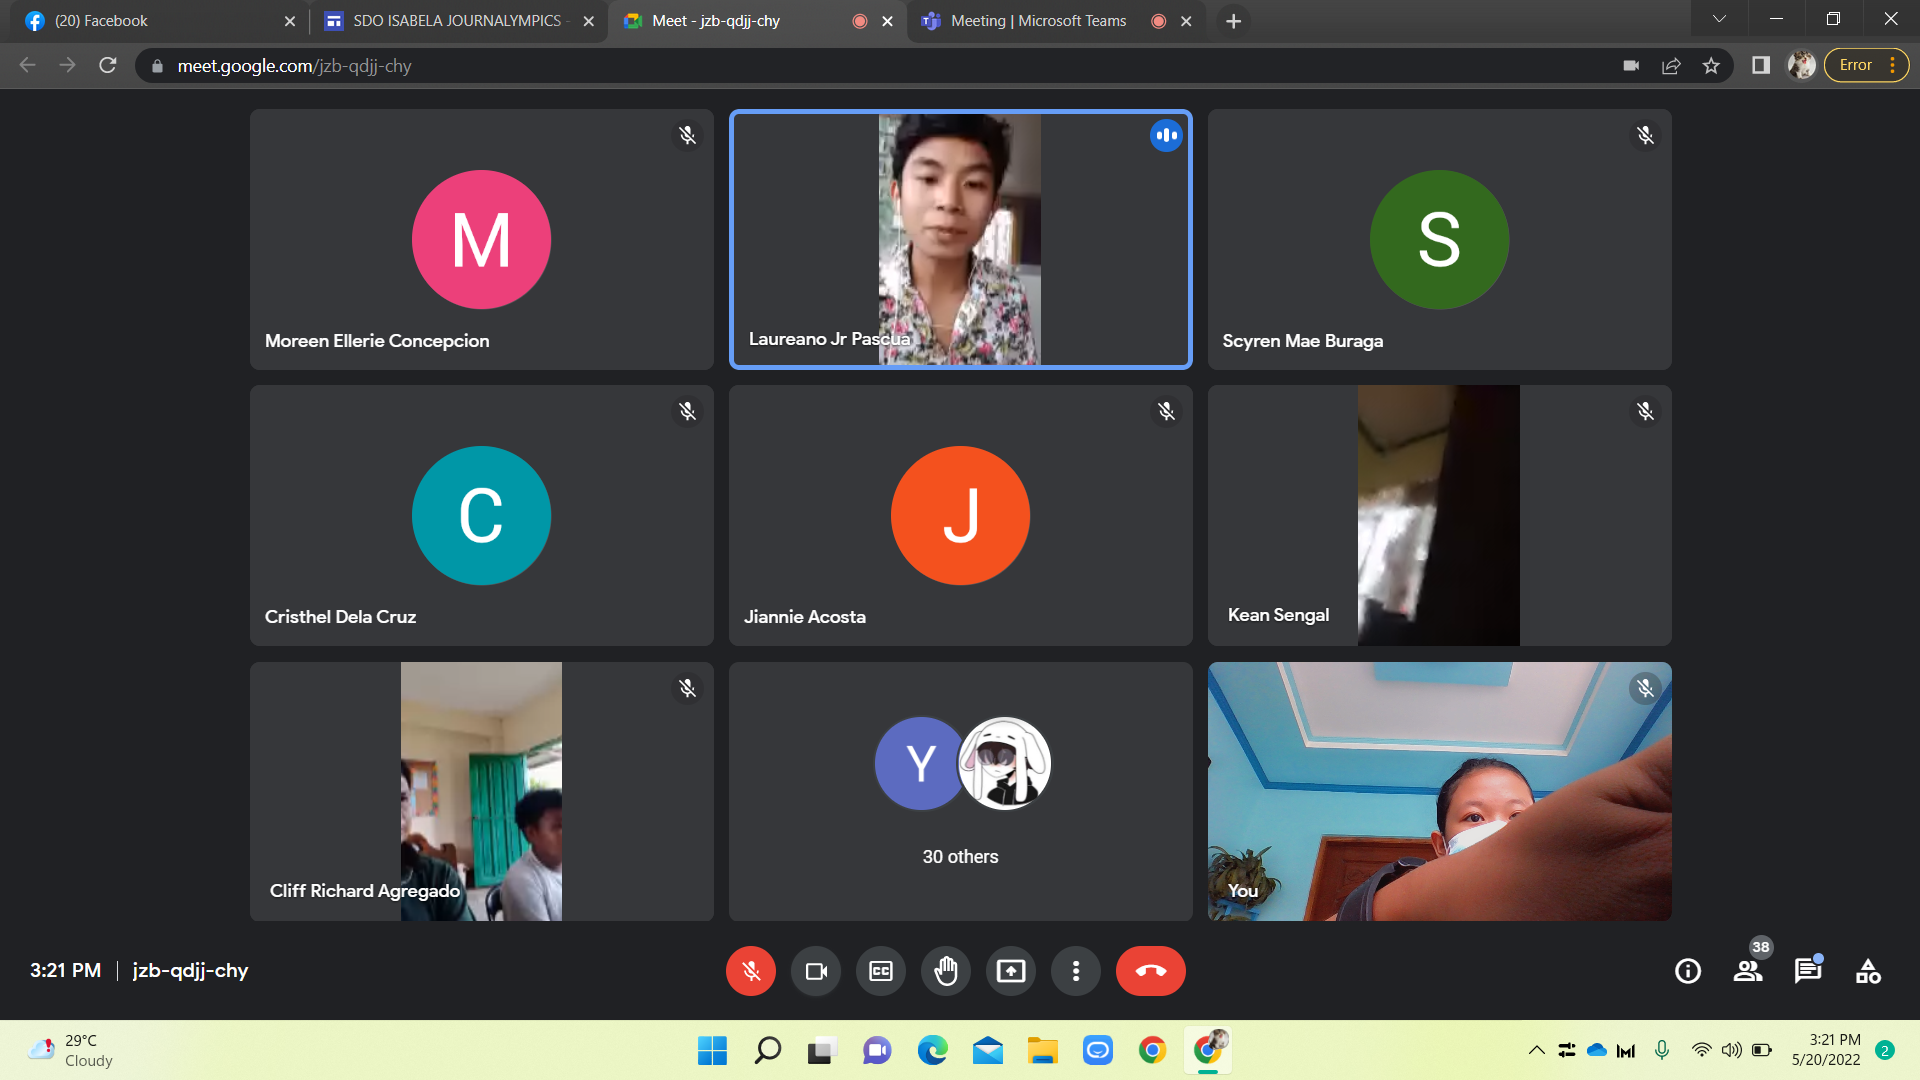 (20) Facebook
SDO ISABELA JOURNALYMPICS -
Meet - jzb-qdjj-chy
Meeting | Microsoft Teams
meet.google.com/jzb-qdjj-chy
Error
M
Moreen Ellerie Concepcion
Laureano Jr Pascua
S
Scyren Mae Buraga
C
Cristhel Dela Cruz
J
Jiannie Acosta
Kean Sengal
Cliff Richard Agregado
Y
30 others
You
3:21 PM | jzb-qdjj-chy
CC
38
29°C
Cloudy
3:21 PM
5/20/2022
2